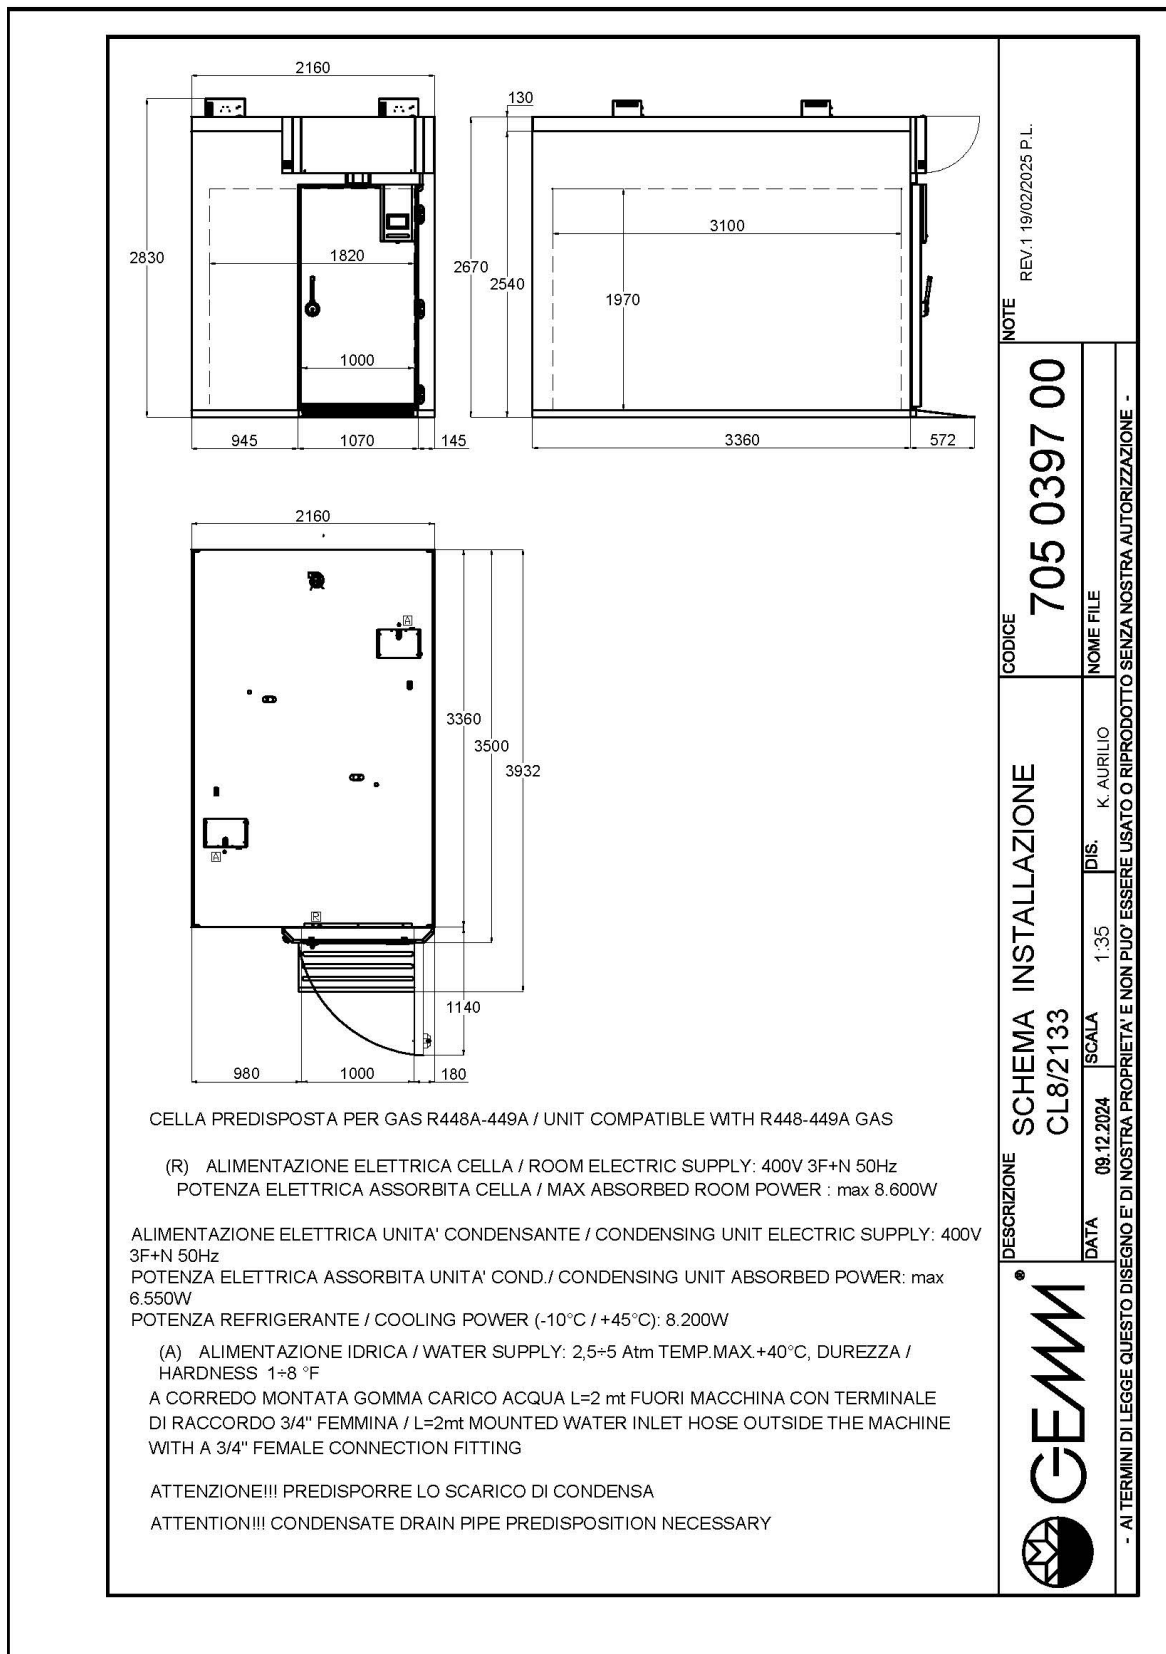 2160
130
2830
1820
1000
945
1070
145
2670
2540
3100
1970
3360
572
2160
A
3360
3500
3932
A
R
1140
980
1000
180
CELLA PREDISPOSTA PER GAS R448A-449A / UNIT COMPATIBLE WITH R448-449A GAS
(R) ALIMENTAZIONE ELETTRICA CELLA / ROOM ELECTRIC SUPPLY: 400V 3F+N 50Hz
POTENZA ELETTRICA ASSORBITA CELLA / MAX ABSORBED ROOM POWER : max 8.600W
ALIMENTAZIONE ELETTRICA UNITA' CONDENSANTE / CONDENSING UNIT ELECTRIC SUPPLY: 400V
3F+N 50Hz
POTENZA ELETTRICA ASSORBITA UNITA' COND./ CONDENSING UNIT ABSORBED POWER: max
6.550W
POTENZA REFRIGERANTE / COOLING POWER (-10°C / +45°C): 8.200W
(A) ALIMENTAZIONE IDRICA / WATER SUPPLY: 2,5÷5 Atm TEMP.MAX.+40°C, DUREZZA /
HARDNESS 1÷8 °F
A CORREDO MONTATA GOMMA CARICO ACQUA L=2 mt FUORI MACCHINA CON TERMINALE
DI RACCORDO 3/4" FEMMINA / L=2mt MOUNTED WATER INLET HOSE OUTSIDE THE MACHINE
WITH A 3/4" FEMALE CONNECTION FITTING
ATTENZIONE!!! PREDISPORRE LO SCARICO DI CONDENSA
ATTENTION!!! CONDENSATE DRAIN PIPE PREDISPOSITION NECESSARY
GEMM®
DESCRIZIONE
SCHEMA INSTALLAZIONE
CL8/2133
CODICE
705 0397 00
NOTE
REV.1 19/02/2025 P.L.
DATA
09.12.2024
SCALA
1:35
DIS.
K. AURILIO
NOME FILE
- AI TERMINI DI LEGGE QUESTO DISEGNO E' DI NOSTRA PROPRIETA' E NON PUO' ESSERE USATO O RIPRODOTTO SENZA NOSTRA AUTORIZZAZIONE -